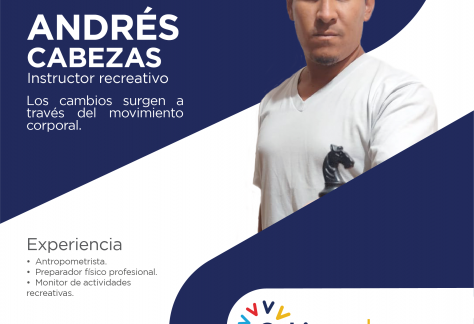 ANDRÉS
CABEZAS
Instructor recreativo
Los cambios surgen a
través del movimiento
corporal.
Experiencia
• Antropometrista.
• Preparador físico profesional.
• Monitor de actividades
recreativas.